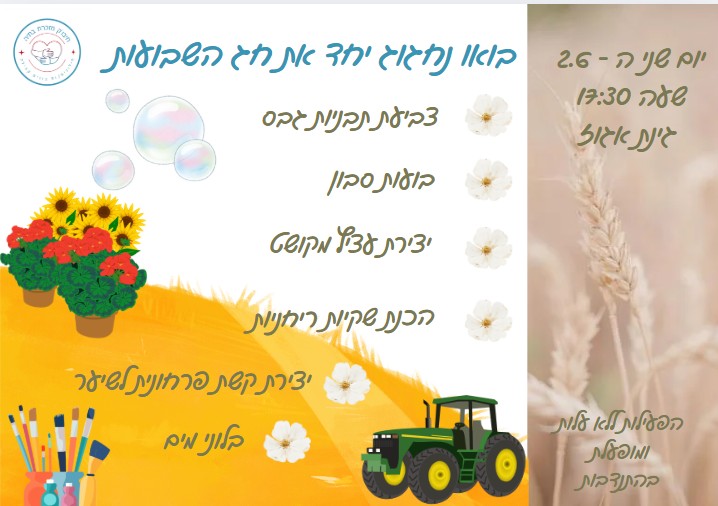 בואו נחגוג יחד את חג השבועות
יום שני ה - 2.6
שעה 17:30
גינת אגוז
צביעת תבניות גבס
בועות סבון
יצירת עציץ מקושט
הכנת שקיות ריחניות
יצירת קשת פרחונית לשיער
בלוני מים
הפעילות ללא עלות
ומופעלת
בהתנדבות